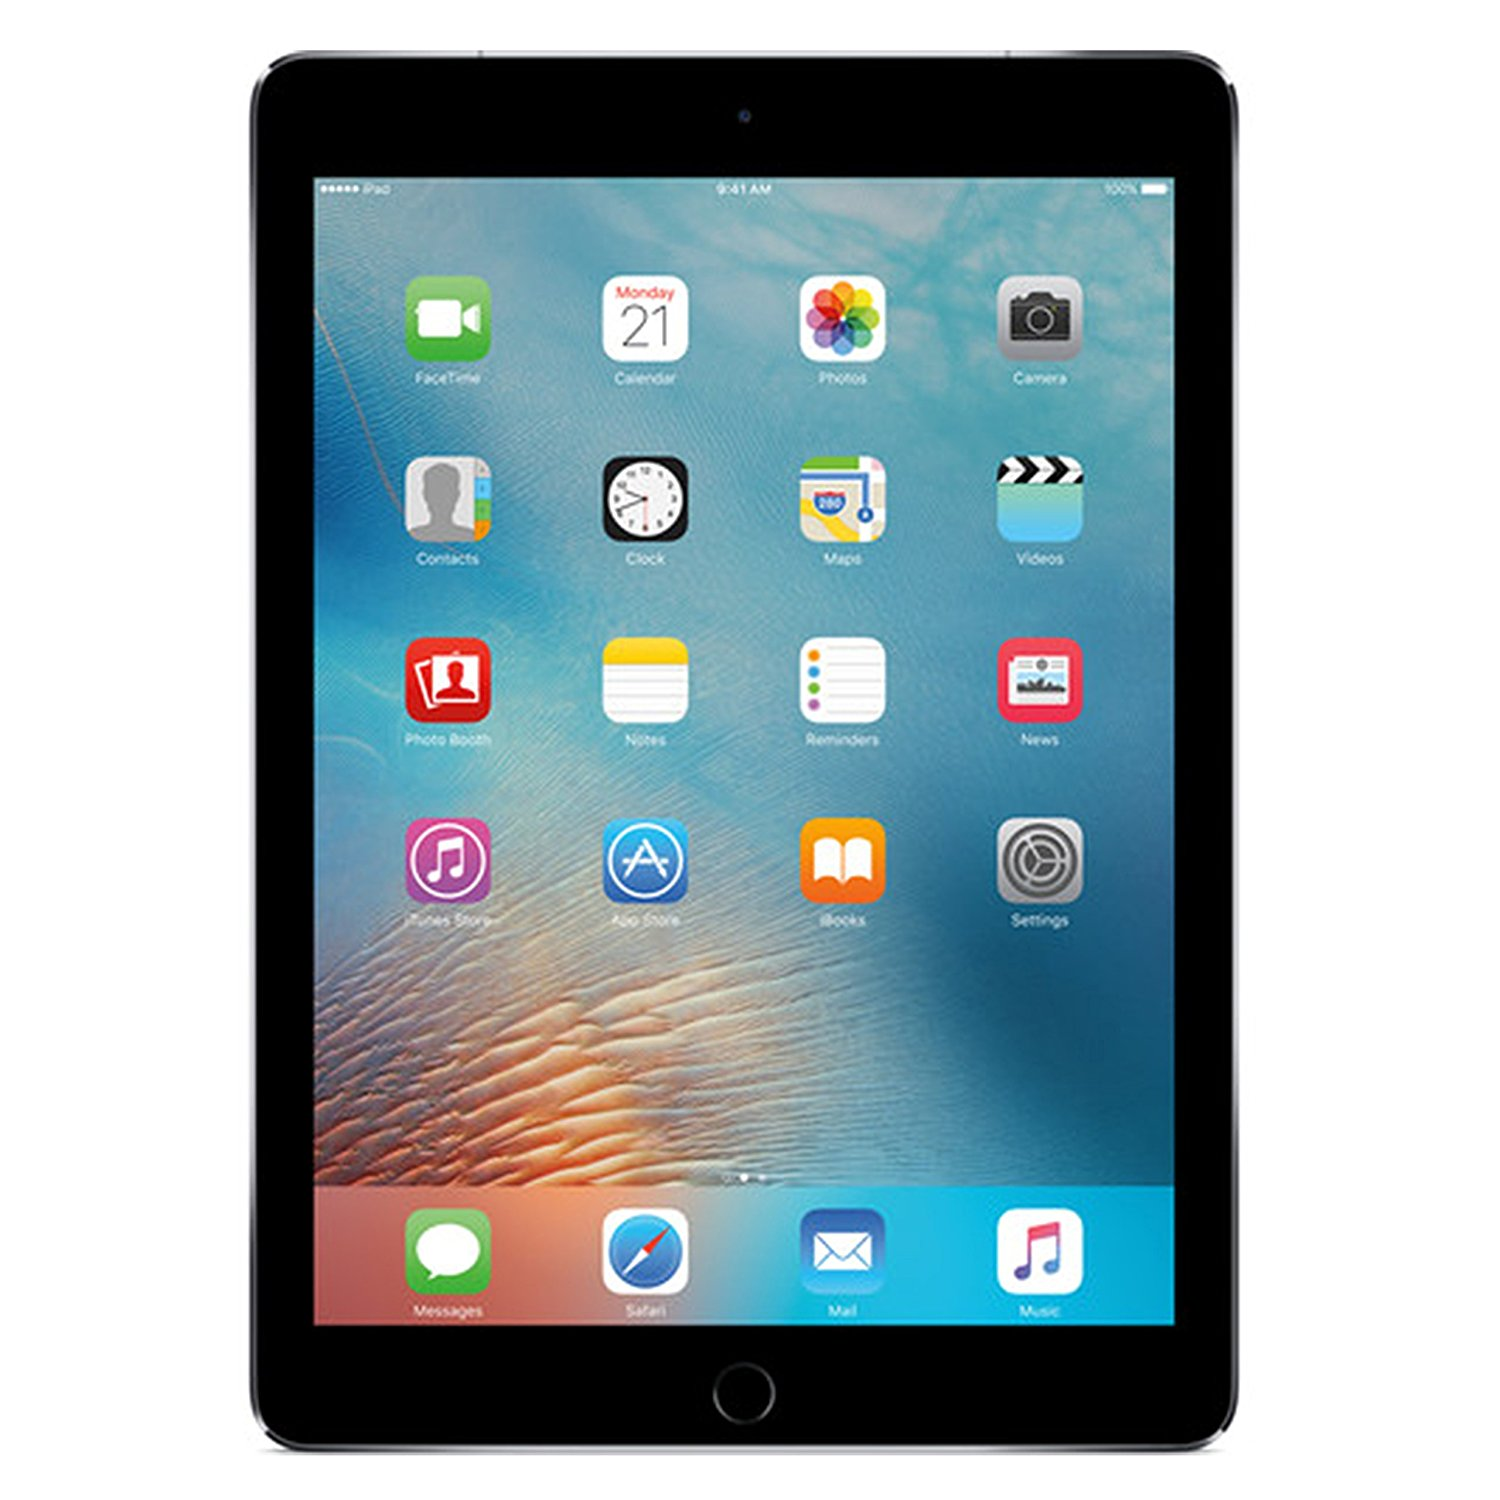 iPad 9:41 AM 100%
Monday
21
FaceTime Calendar Photos Camera
280
Contacts Clock Maps Videos
Photo Booth Notes Reminders News
iTunes Store App Store iBooks Settings
Messages Safari Mail Music